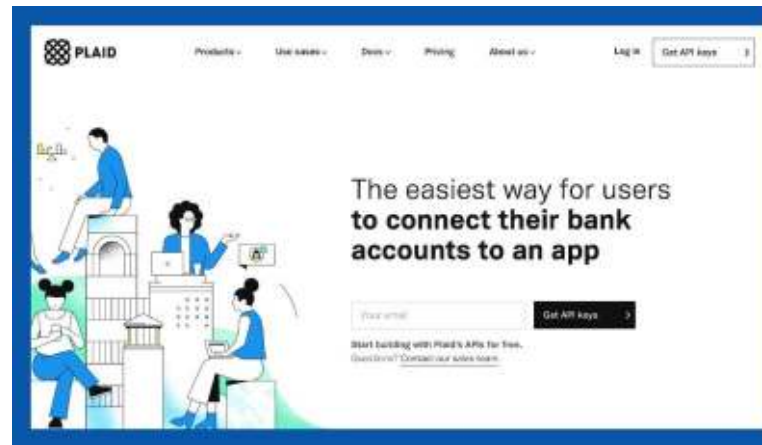 PLAID
Products
Use cases
Docs
Pricing
About us
Log in
Get API keys
The easiest way for users
to connect their bank
accounts to an app
Your email
Get API keys
Start building with Plaid's APIs for free.
Questions? Contact our sales team.